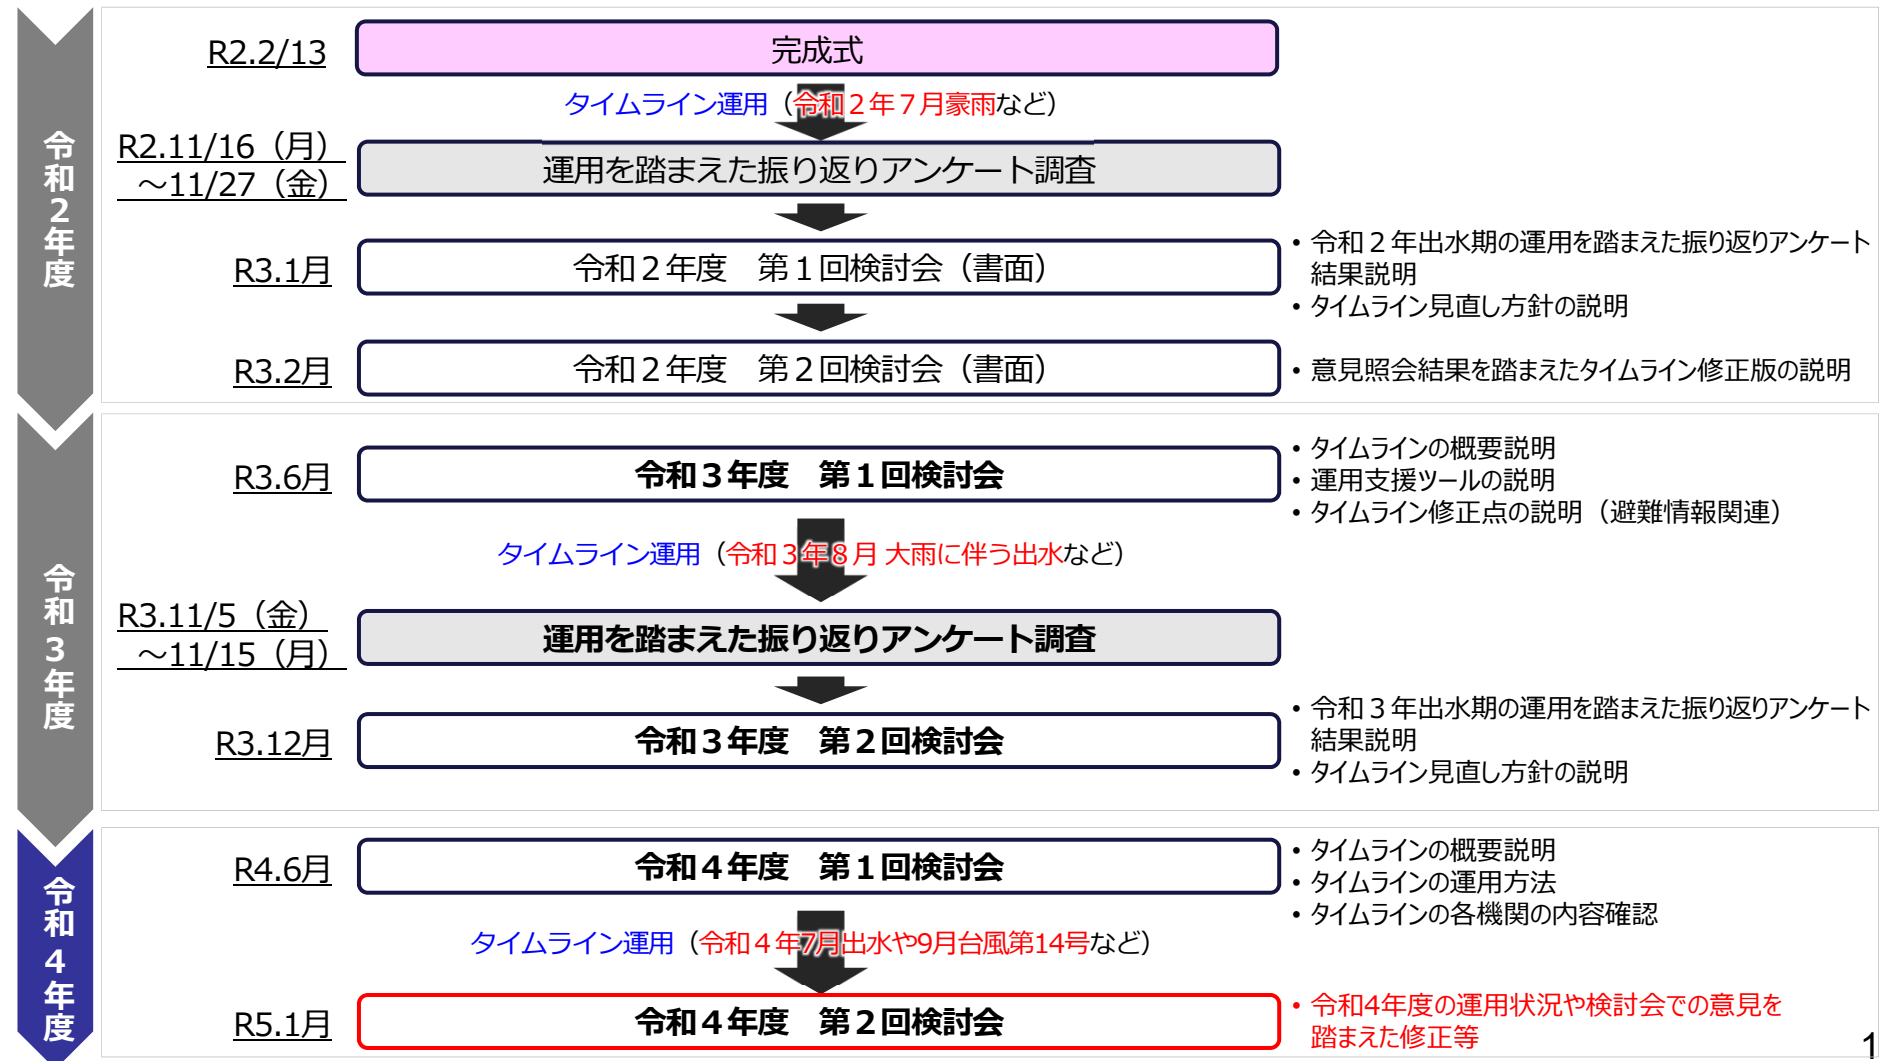 令和２年度
R2.2/13
完成式
タイムライン運用（令和２年７月豪雨など）
R2.11/16（月）
～11/27（金）
運用を踏まえた振り返りアンケート調査
R3.1月
令和２年度　第１回検討会（書面）
・令和２年出水期の運用を踏まえた振り返りアンケート
結果説明
・タイムライン見直し方針の説明
R3.2月
令和２年度　第２回検討会（書面）
・意見照会結果を踏まえたタイムライン修正版の説明
令和３年度
R3.6月
令和３年度　第１回検討会
・タイムラインの概要説明
・運用支援ツールの説明
・タイムライン修正点の説明（避難情報関連）
タイムライン運用（令和３年８月 大雨に伴う出水など）
R3.11/5（金）
～11/15（月）
運用を踏まえた振り返りアンケート調査
R3.12月
令和３年度　第２回検討会
・令和３年出水期の運用を踏まえた振り返りアンケート
結果説明
・タイムライン見直し方針の説明
令和４年度
R4.6月
令和４年度　第１回検討会
・タイムラインの概要説明
・タイムラインの運用方法
・タイムラインの各機関の内容確認
タイムライン運用（令和４年7月出水や9月台風第14号など）
R5.1月
令和４年度　第２回検討会
・令和4年度の運用状況や検討会での意見を
踏まえた修正等
1